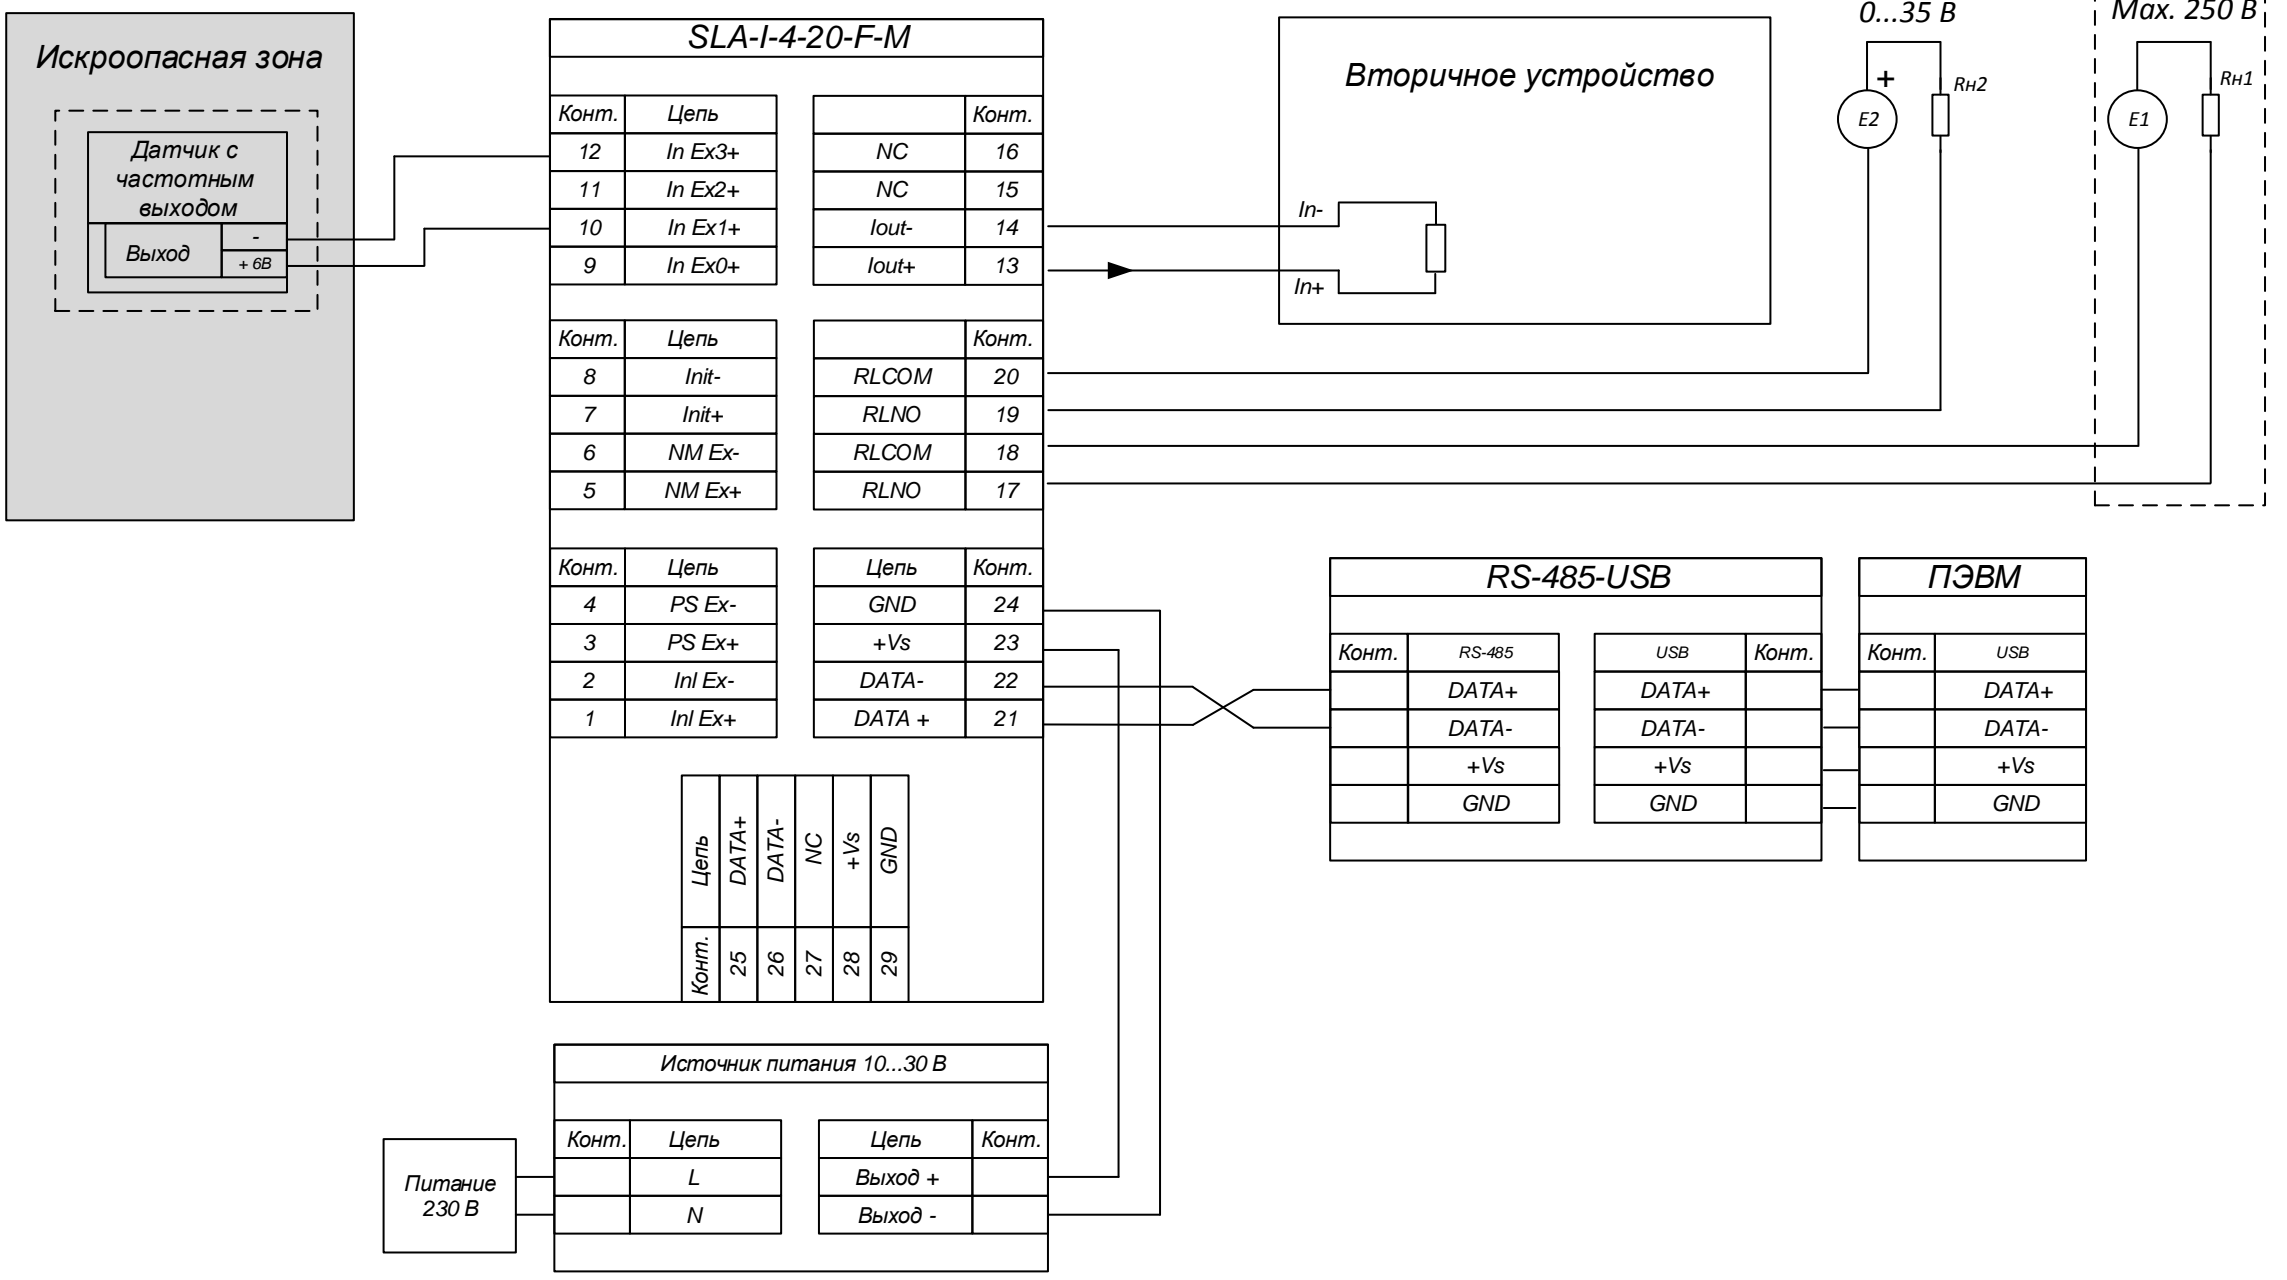 Искроопасная зона
Датчик с
частотным
выходом
Выход
-
+ 6В
SLA-I-4-20-F-M
Конт. Цепь Конт.
12 In Ex3+ NC 16
11 In Ex2+ NC 15
10 In Ex1+ Iout- 14
9 In Ex0+ Iout+ 13
Конт. Цепь Конт.
8 Init- RLCOM 20
7 Init+ RLNO 19
6 NM Ex- RLCOM 18
5 NM Ex+ RLNO 17
Конт. Цепь Цепь Конт.
4 PS Ex- GND 24
3 PS Ex+ +Vs 23
2 Inl Ex- DATA- 22
1 Inl Ex+ DATA + 21
Цепь DATA+ DATA- NC +Vs GND
Конт. 25 26 27 28 29
Вторичное устройство
In-
In+
0...35 В
+
E2
Rн2
Max. 250 В
E1
Rн1
RS-485-USB
Конт. RS-485 USB Конт.
DATA+ DATA+
DATA- DATA-
+Vs +Vs
GND GND
ПЭВМ
Конт. USB
DATA+
DATA-
+Vs
GND
Источник питания 10...30 В
Конт. Цепь Цепь Конт.
L Выход +
N Выход -
Питание
230 В